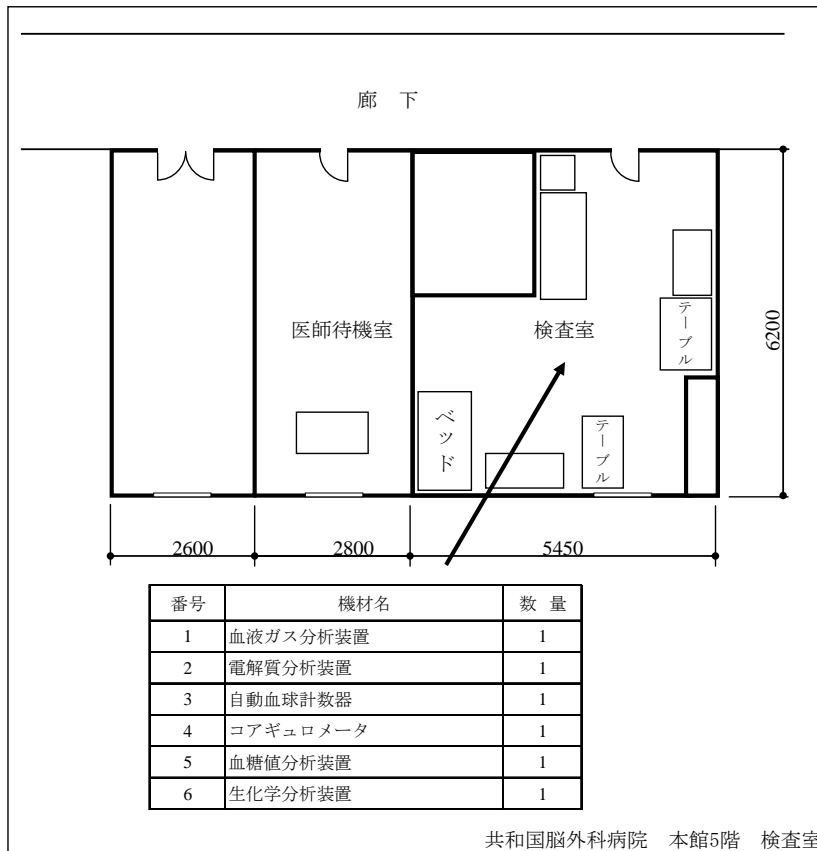 廊 下
医師待機室
検査室
テーブル
6200
ベッド
テーブル
2600
2800
5450
番号 機材名 数 量
1 血液ガス分析装置 1
2 電解質分析装置 1
3 自動血球計数器 1
4 コアギュロメータ 1
5 血糖値分析装置 1
6 生化学分析装置 1
共和国脳外科病院 本館5階 検査室